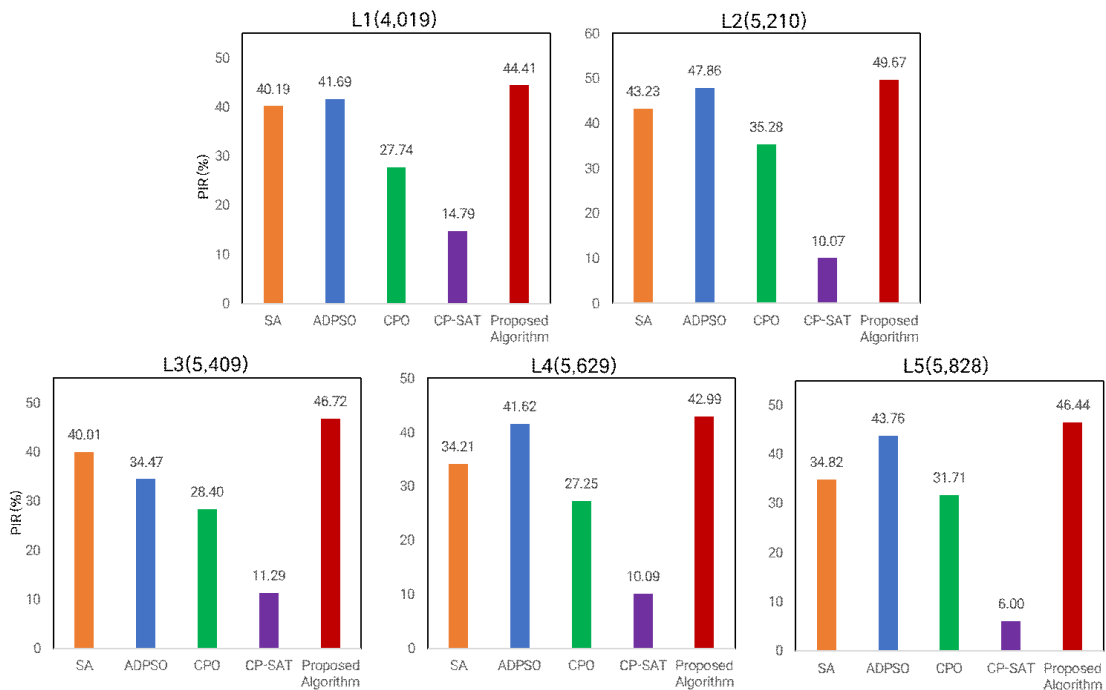 L1(4,019)
PIR (%)
50
40
30
20
10
0
40.19
41.69
27.74
14.79
44.41
SA
ADPSO
CPO
CP-SAT
Proposed
Algorithm
L2(5,210)
60
50
40
30
20
10
0
43.23
47.86
35.28
10.07
49.67
SA
ADPSO
CPO
CP-SAT
Proposed
Algorithm
L3(5,409)
PIR (%)
50
40
30
20
10
0
40.01
34.47
28.40
11.29
46.72
SA
ADPSO
CPO
CP-SAT
Proposed
Algorithm
L4(5,629)
50
40
30
20
10
0
34.21
41.62
27.25
10.09
42.99
SA
ADPSO
CPO
CP-SAT
Proposed
Algorithm
L5(5,828)
50
40
30
20
10
0
34.82
43.76
31.71
6.00
46.44
SA
ADPSO
CPO
CP-SAT
Proposed
Algorithm